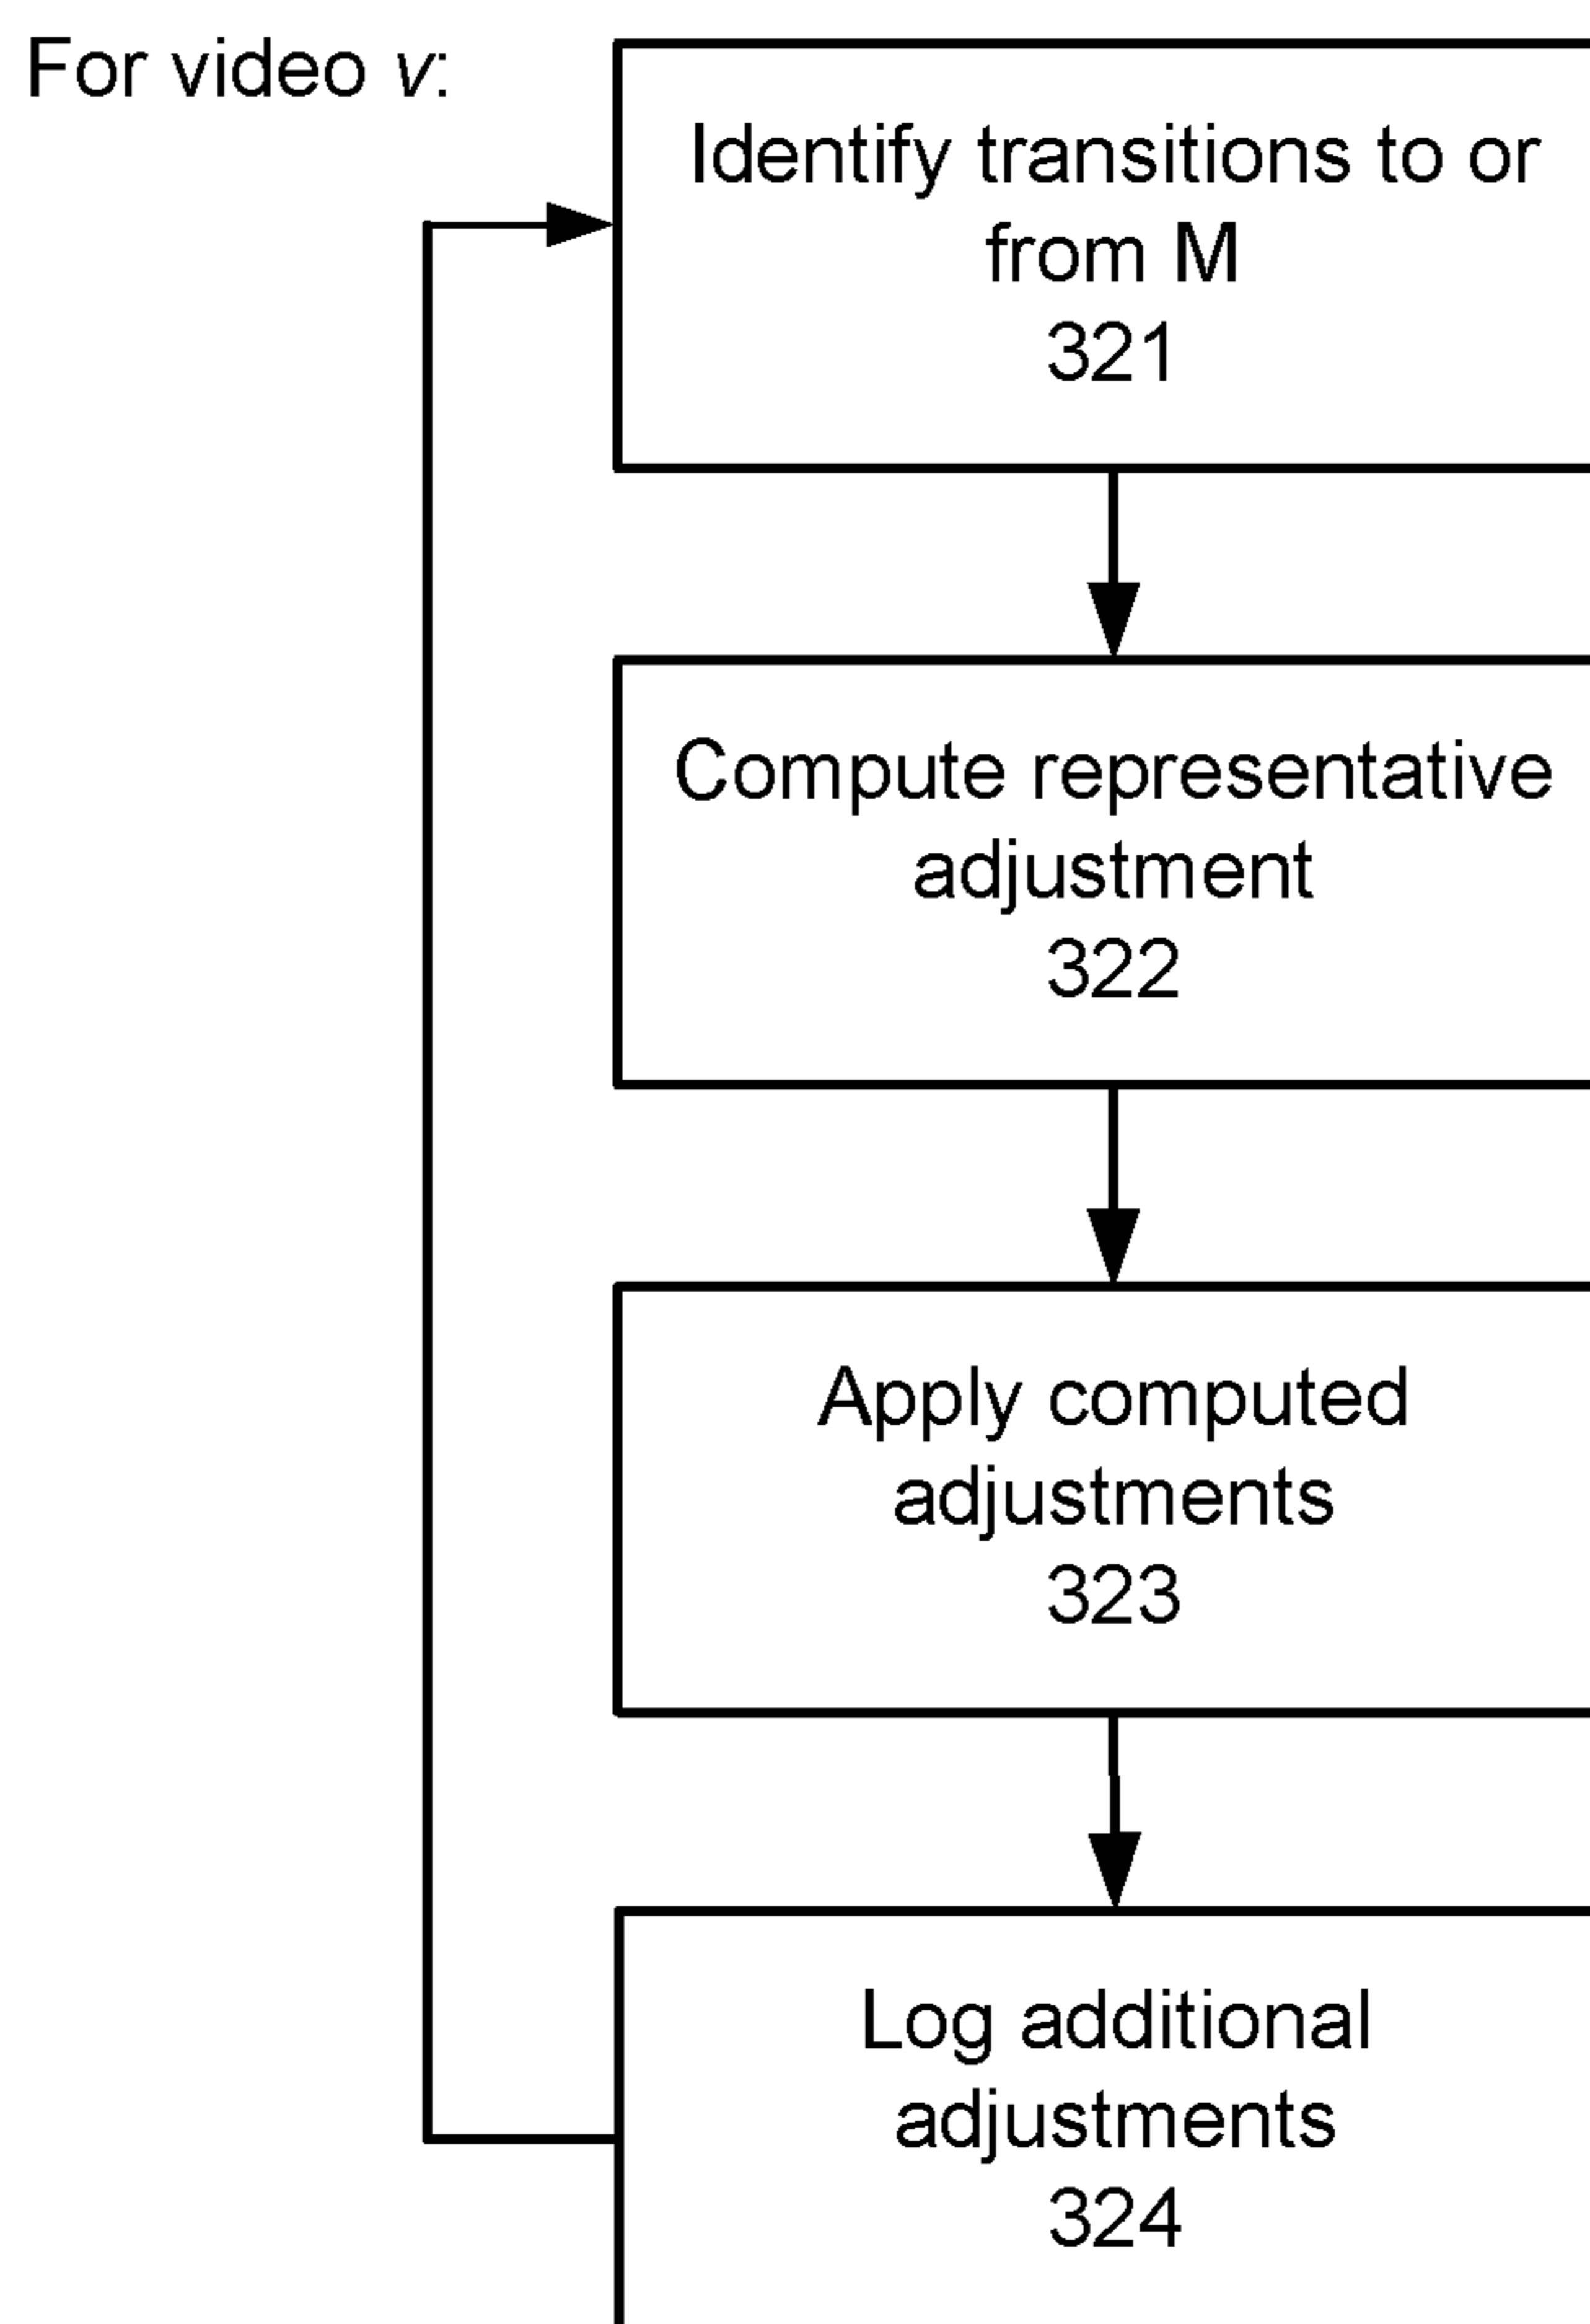 For video v:
Identify transitions to or
from M
321
Compute representative
adjustment
322
Apply computed
adjustments
323
Log additional
adjustments
324